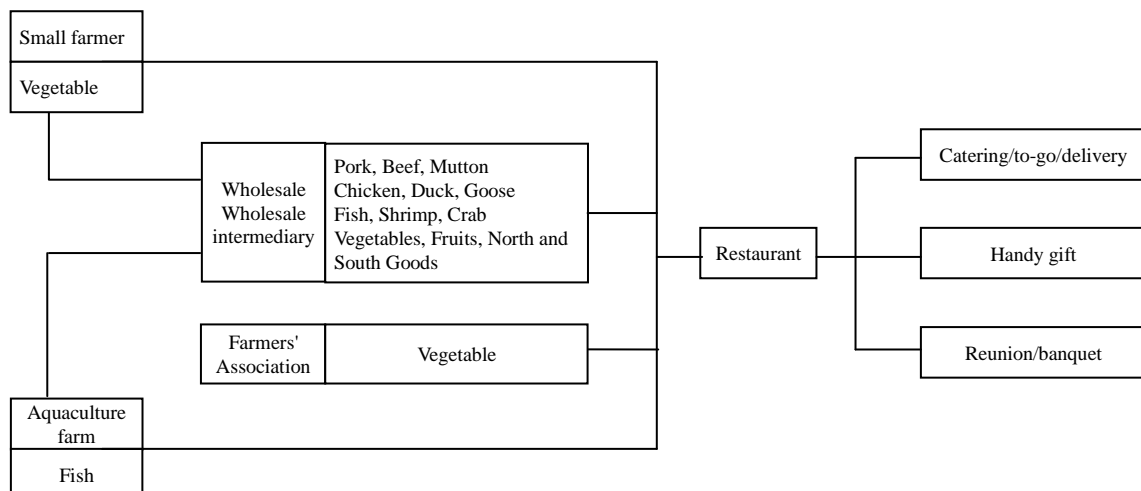 Small farmer
Vegetable
Wholesale
Wholesale
intermediary
Pork, Beef, Mutton
Chicken, Duck, Goose
Fish, Shrimp, Crab
Vegetables, Fruits, North and
South Goods
Farmers'
Association
Vegetable
Aquaculture
farm
Fish
Restaurant
Catering/to-go/delivery
Handy gift
Reunion/banquet